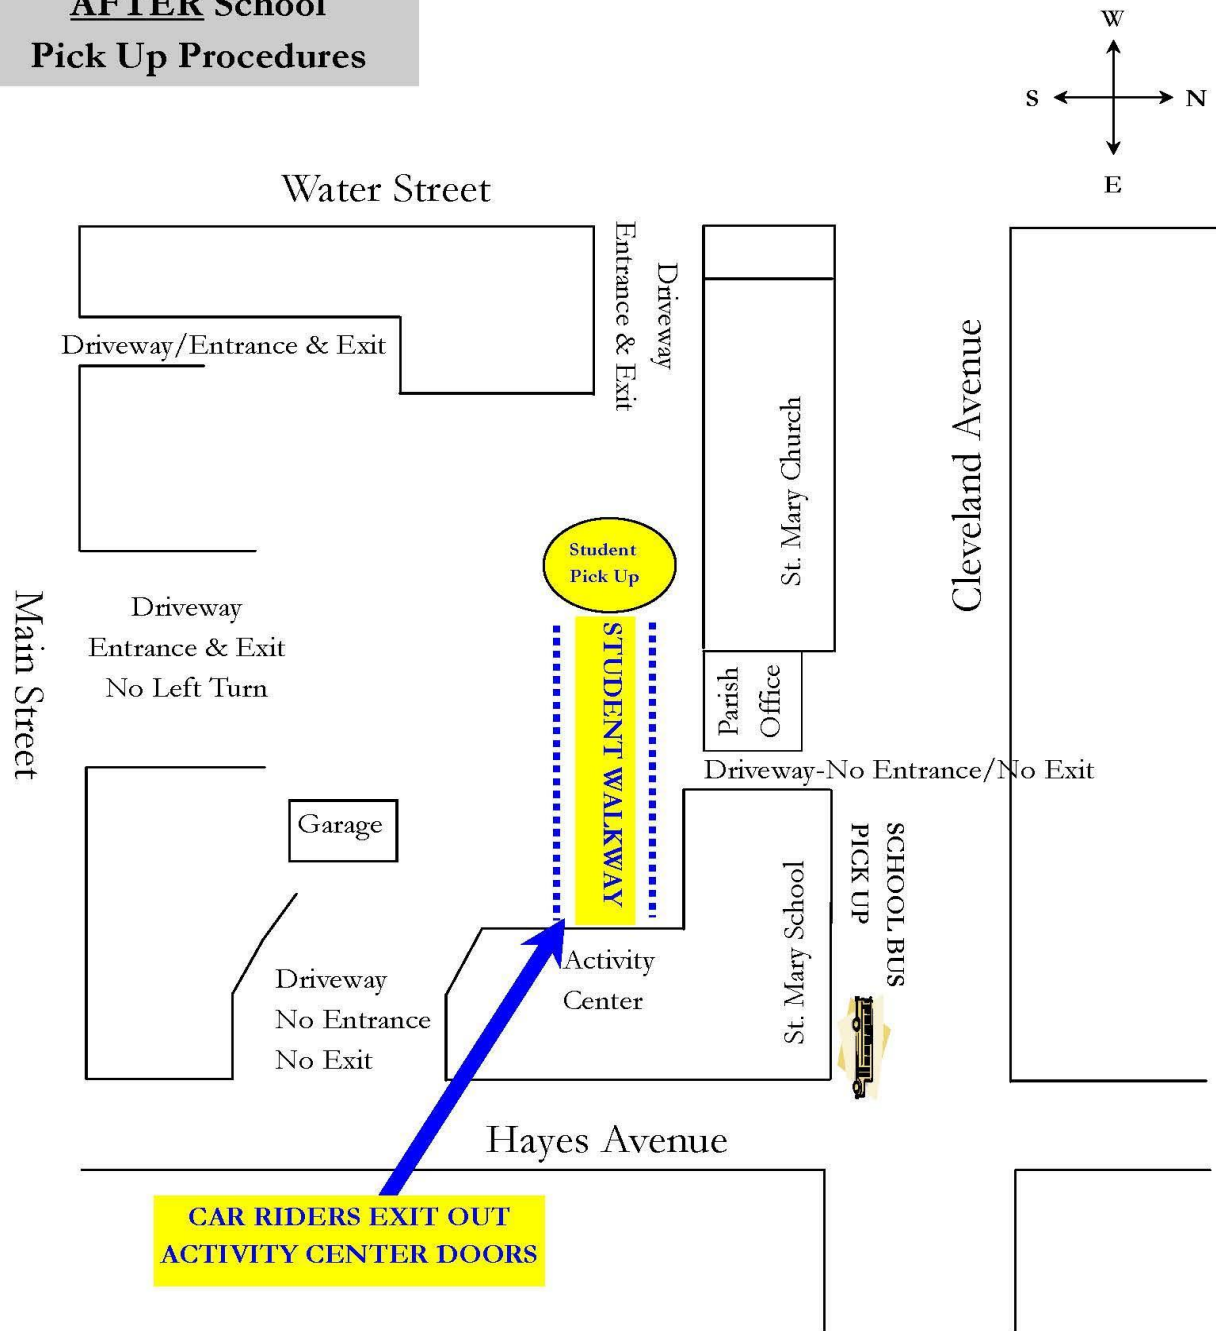 AFTER School
Pick Up Procedures
W
S
N
E
Water Street
Driveway/Entrance & Exit
Driveway
Entrance & Exit
St. Mary Church
Cleveland Avenue
Student
Pick Up
Main Street
Driveway
Entrance & Exit
No Left Turn
STUDENT WALKWAY
Parish
Office
Driveway-No Entrance/No Exit
Garage
SCHOOL BUS
PICK UP
St. Mary School
Activity
Center
Driveway
No Entrance
No Exit
Hayes Avenue
CAR RIDERS EXIT OUT
ACTIVITY CENTER DOORS